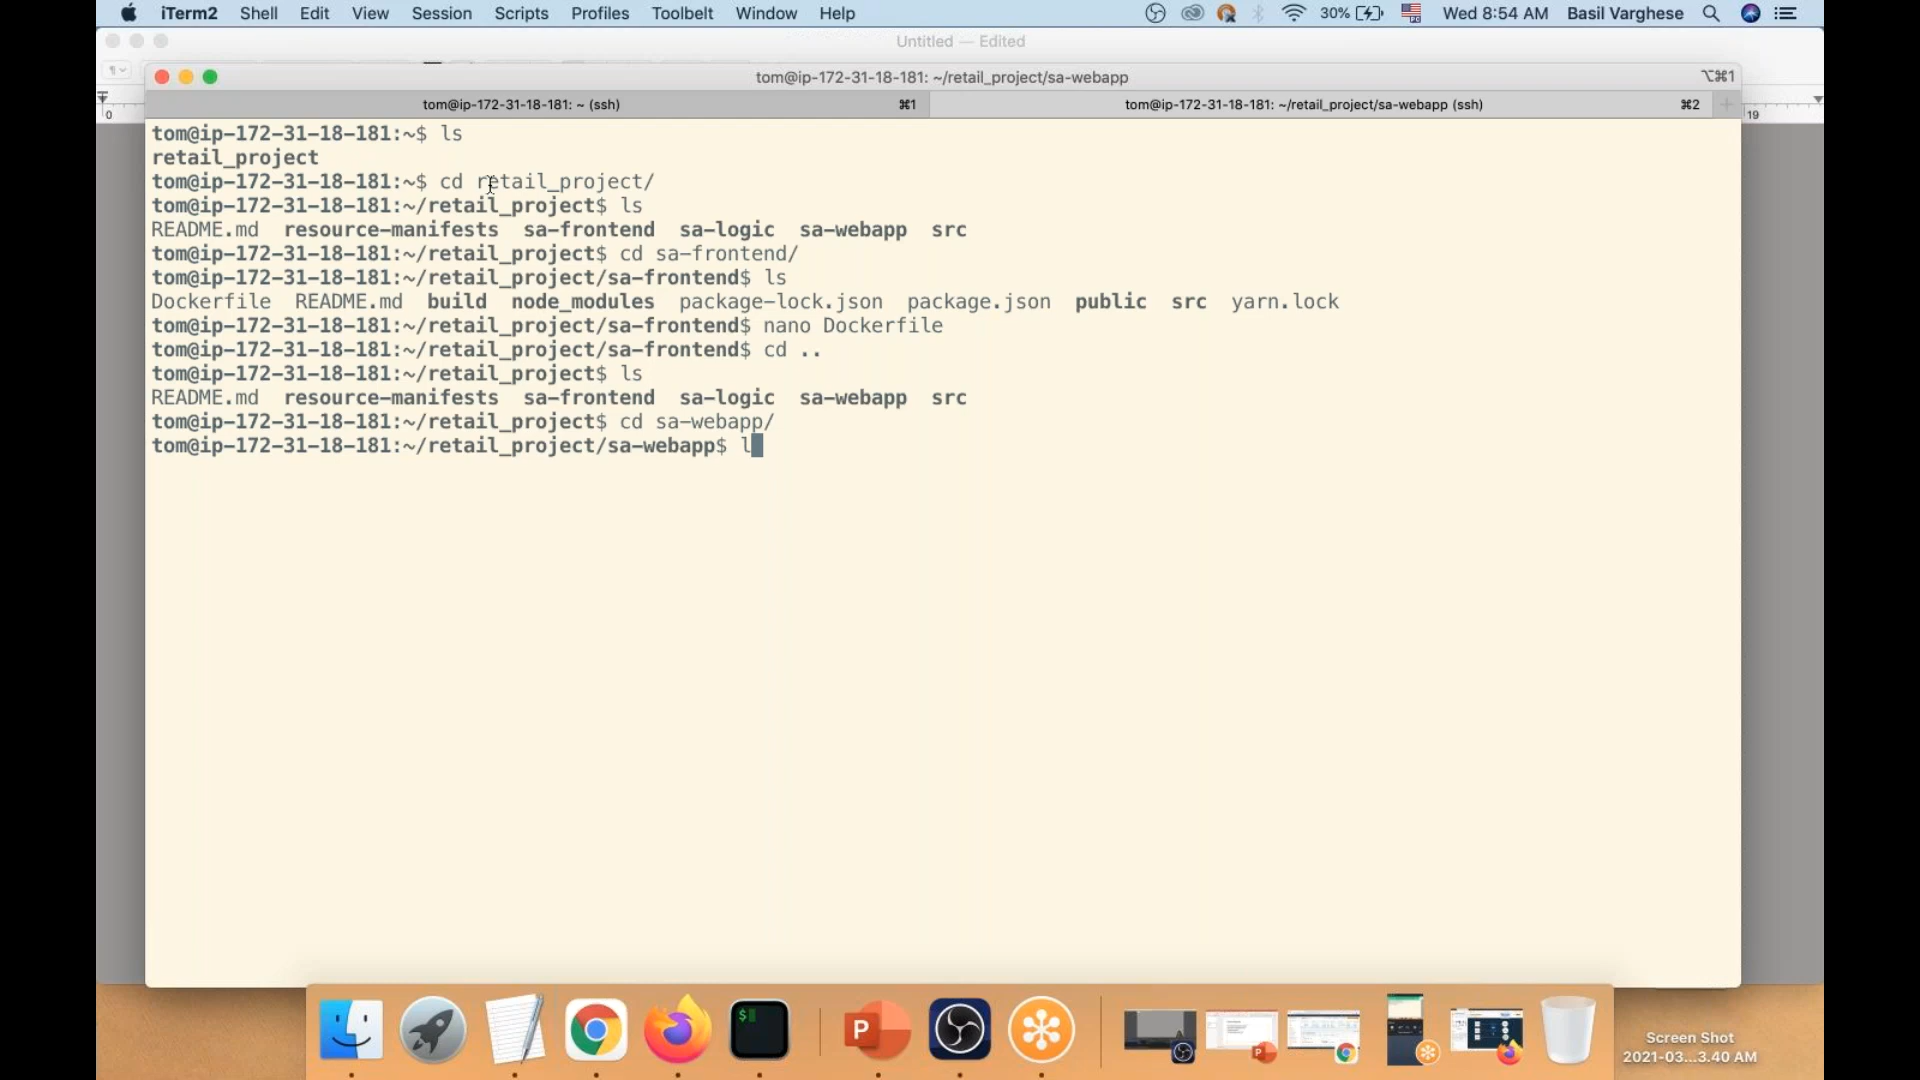 iTerm2 Shell Edit View Session Scripts Profiles Toolbelt Window Help 30% Wed 8:54 AM Basil Varghese
Untitled — Edited
tom@ip-172-31-18-181: ~/retail_project/sa-webapp ⌥⌘1
tom@ip-172-31-18-181: ~ (ssh) ⌘1 tom@ip-172-31-18-181: ~/retail_project/sa-webapp (ssh) ⌘2
0 19
tom@ip-172-31-18-181:~$ ls
retail_project
tom@ip-172-31-18-181:~$ cd retail_project/
tom@ip-172-31-18-181:~/retail_project$ ls
README.md resource-manifests sa-frontend sa-logic sa-webapp src
tom@ip-172-31-18-181:~/retail_project$ cd sa-frontend/
tom@ip-172-31-18-181:~/retail_project/sa-frontend$ ls
Dockerfile README.md build node_modules package-lock.json package.json public src yarn.lock
tom@ip-172-31-18-181:~/retail_project/sa-frontend$ nano Dockerfile
tom@ip-172-31-18-181:~/retail_project/sa-frontend$ cd ..
tom@ip-172-31-18-181:~/retail_project$ ls
README.md resource-manifests sa-frontend sa-logic sa-webapp src
tom@ip-172-31-18-181:~/retail_project$ cd sa-webapp/
tom@ip-172-31-18-181:~/retail_project/sa-webapp$ l
$
P
Screen Shot
2021-03...3.40 AM